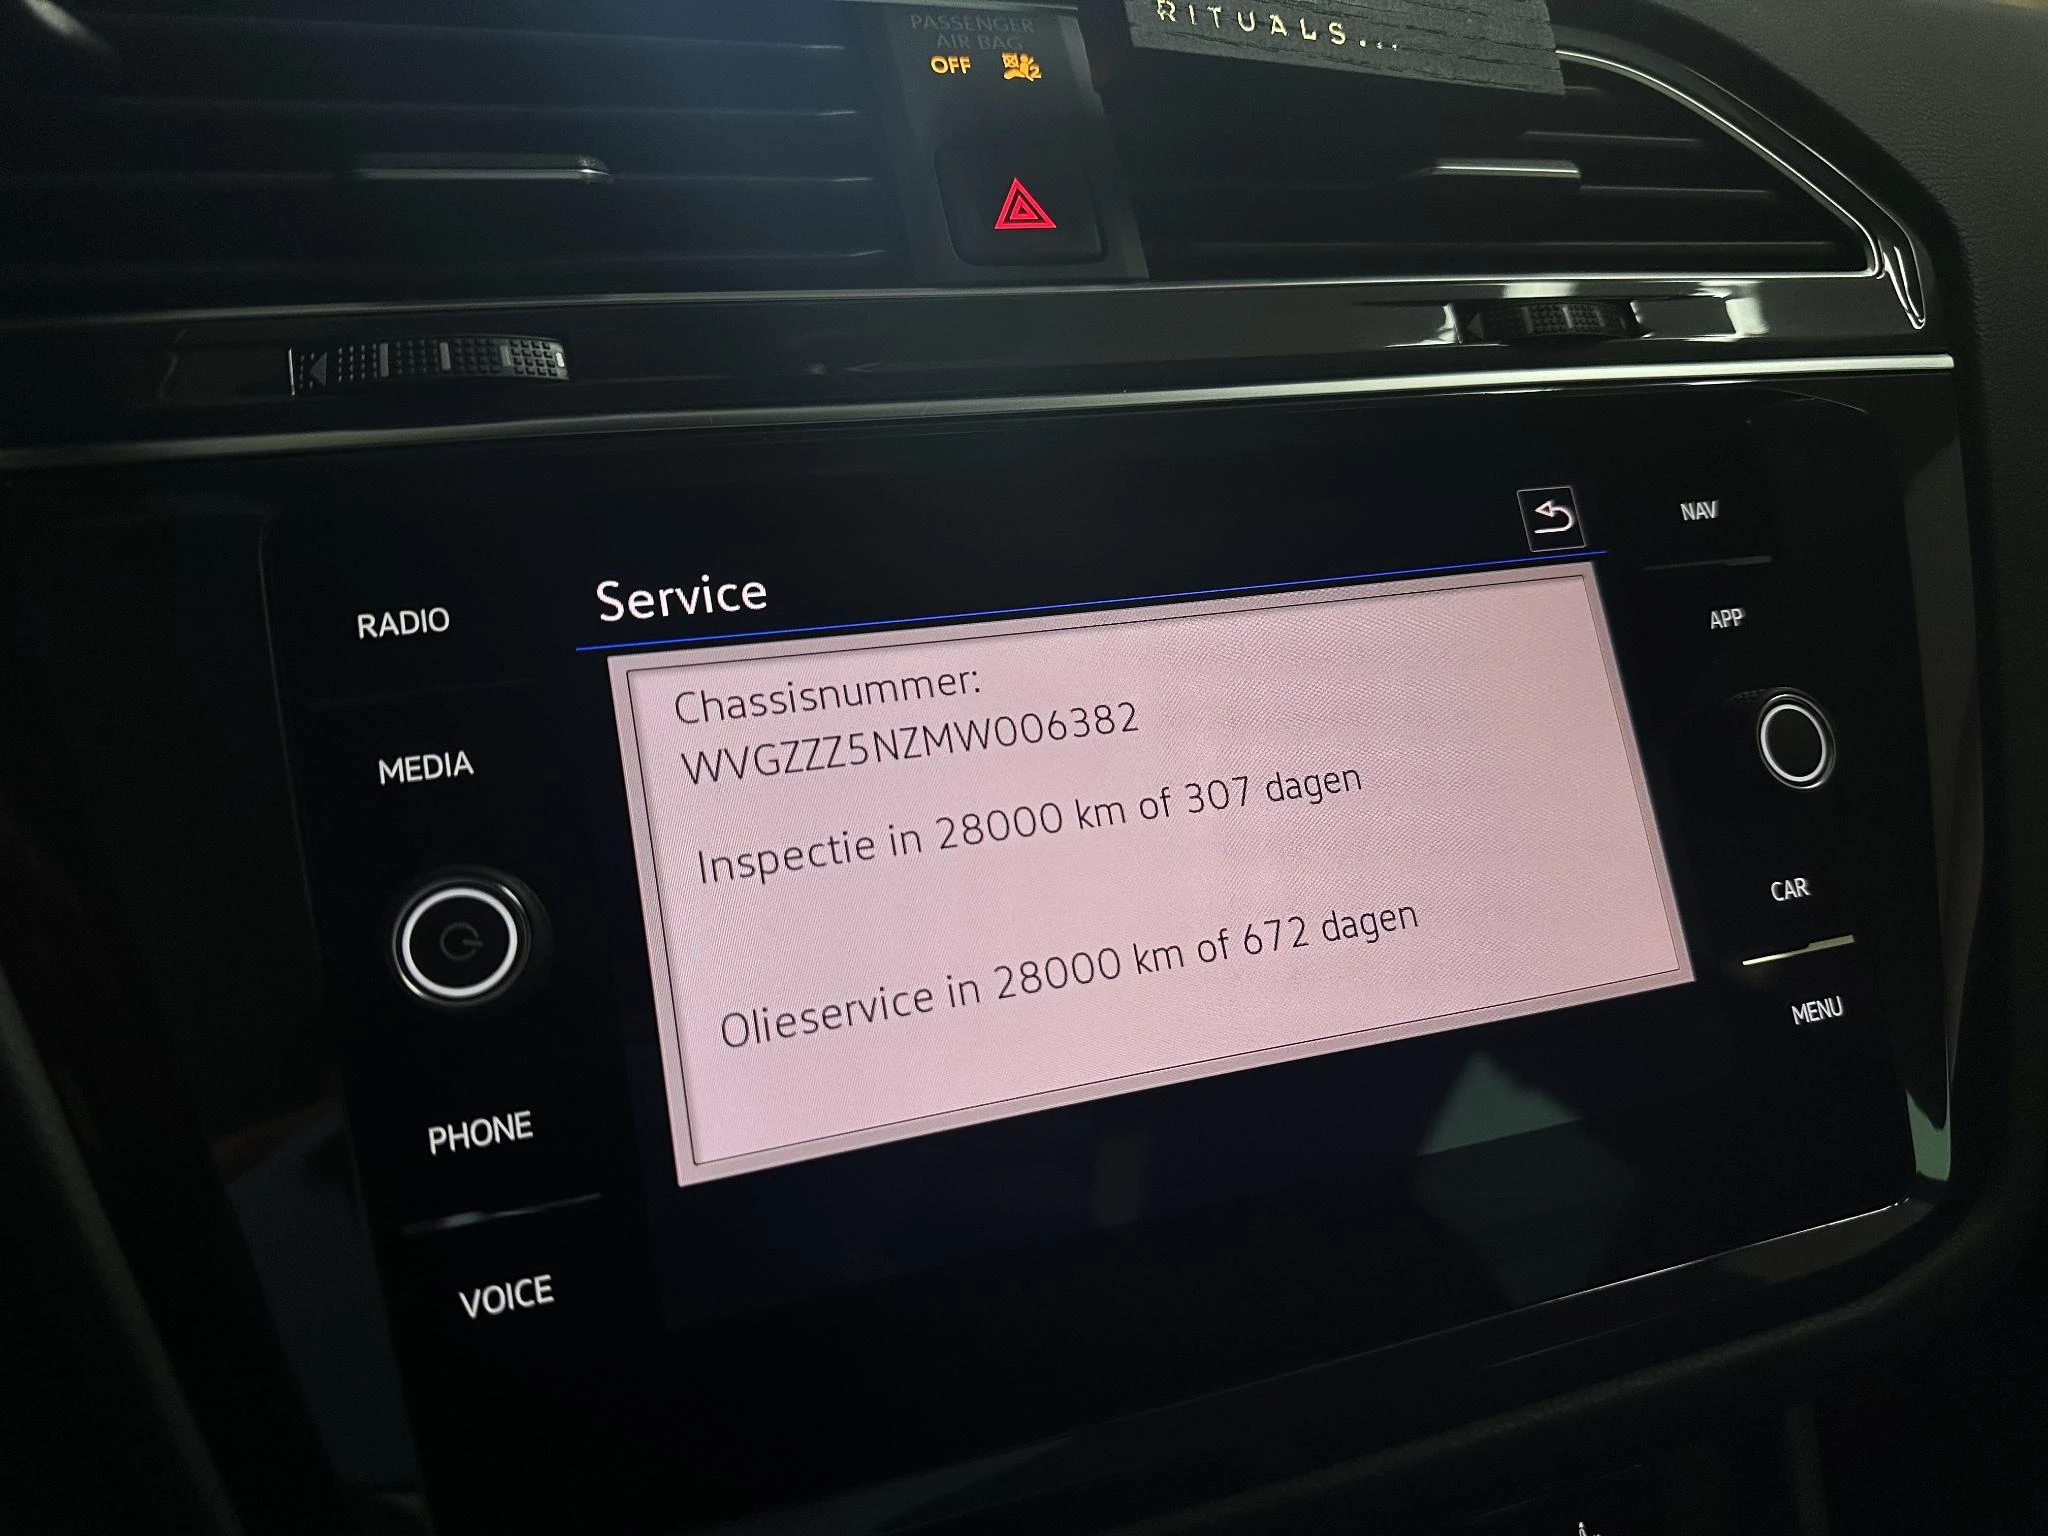 RITUALS...
PASSENGER
AIR BAG
OFF
2
Service
NAV
APP
CAR
MENU
RADIO
MEDIA
PHONE
VOICE
Chassisnummer:
WVGZZZ5NZMW006382
Inspectie in 28000 km of 307 dagen
Olieservice in 28000 km of 672 dagen